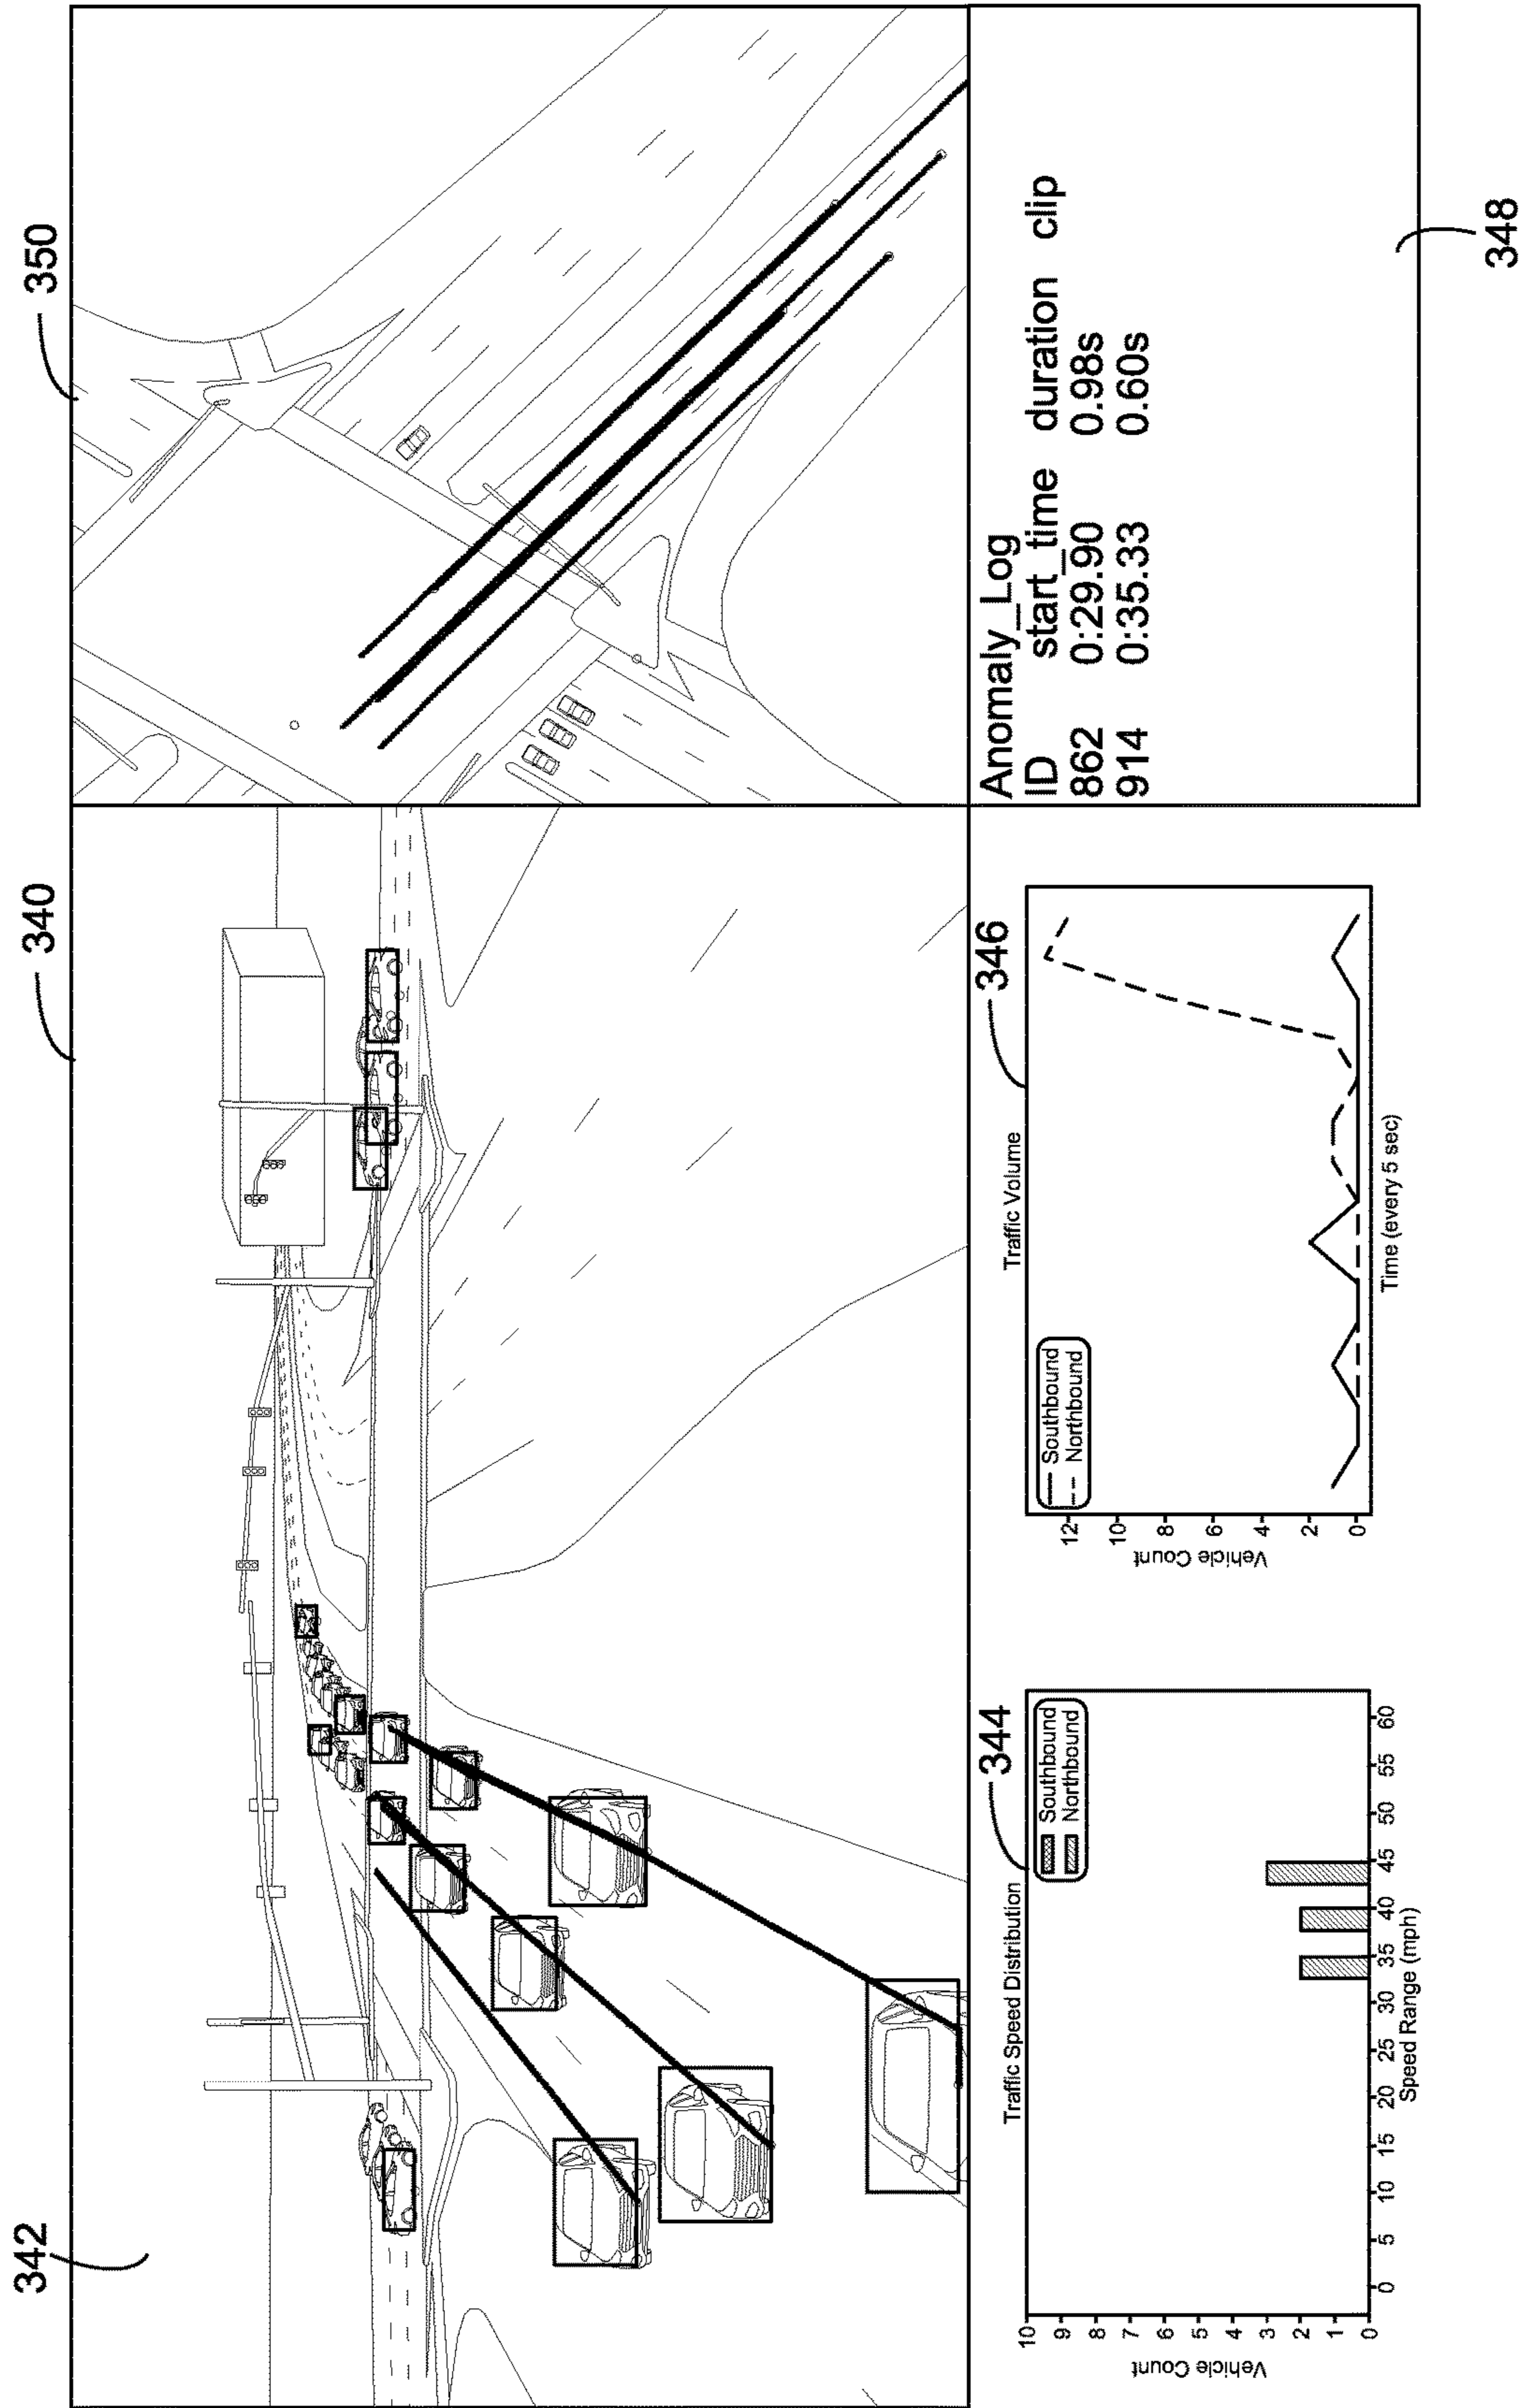 340
350
342
344
Traffic Speed Distribution
Southbound
Northbound
Vehicle Count
10
9
8
7
6
5
4
3
2
1
0
0 5 10 15 20 25 30 35 40 45 50 55 60
Speed Range (mph)
346
Traffic Volume
Southbound
Northbound
Vehicle Count
12
10
8
6
4
2
0
Time (every 5 sec)
Anomaly_Log
ID start_time duration clip
862 0:29.90 0.98s
914 0:35.33 0.60s
348